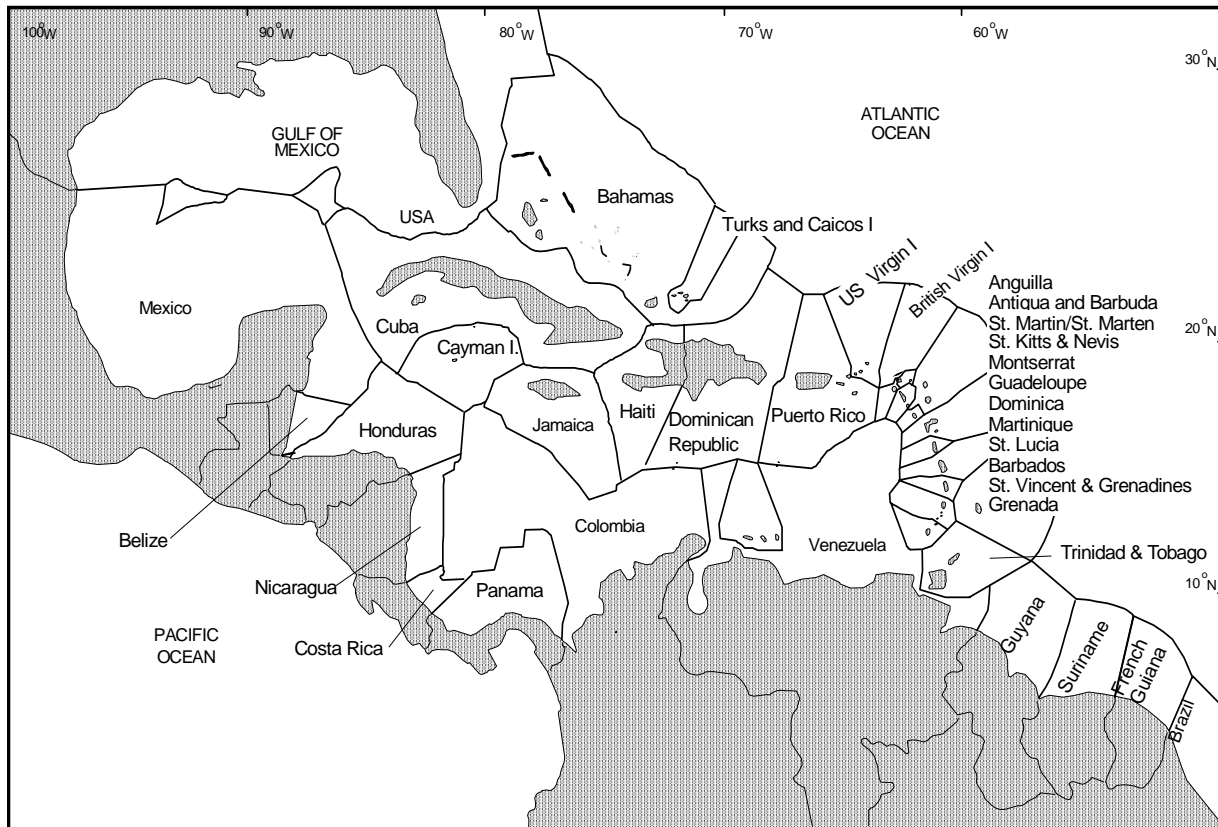 100°W
90°W
80°W
70°W
60°W
30°N
ATLANTIC
OCEAN
GULF OF
MEXICO
Bahamas
USA
Turks and Caicos I
US Virgin I
British Virgin I
Anguilla
Antigua and Barbuda
St. Martin/St. Marten
St. Kitts & Nevis
Montserrat
Guadeloupe
Dominica
Martinique
St. Lucia
Barbados
St. Vincent & Grenadines
Grenada
20°N
Mexico
Cuba
Cayman I.
Honduras
Jamaica
Haiti
Dominican
Republic
Puerto Rico
Belize
Colombia
Venezuela
Trinidad & Tobago
Nicaragua
Panama
10°N
Costa Rica
PACIFIC
OCEAN
Guyana
Suriname
French
Guiana
Brazil